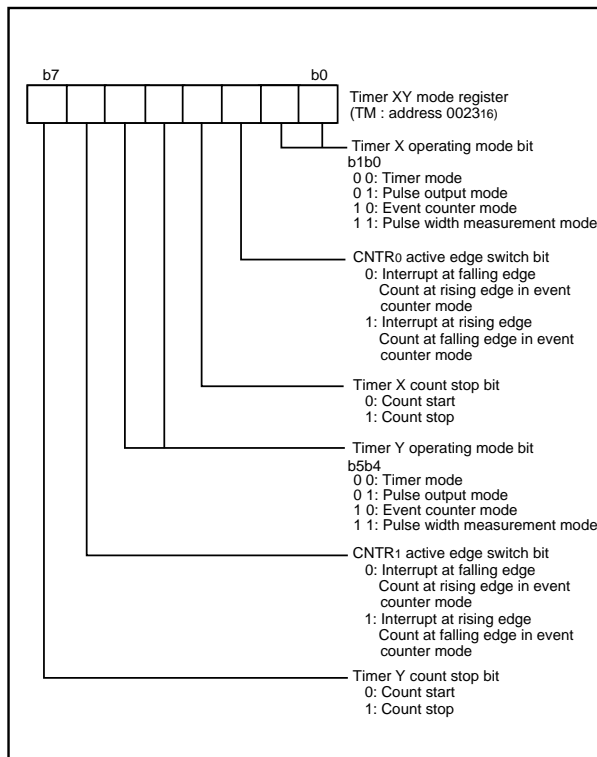 b7 b0
Timer XY mode register
(TM : address 002316)
Timer X operating mode bit
b1b0
0 0: Timer mode
0 1: Pulse output mode
1 0: Event counter mode
1 1: Pulse width measurement mode
CNTR0 active edge switch bit
0: Interrupt at falling edge
Count at rising edge in event
counter mode
1: Interrupt at rising edge
Count at falling edge in event
counter mode
Timer X count stop bit
0: Count start
1: Count stop
Timer Y operating mode bit
b5b4
0 0: Timer mode
0 1: Pulse output mode
1 0: Event counter mode
1 1: Pulse width measurement mode
CNTR1 active edge switch bit
0: Interrupt at falling edge
Count at rising edge in event
counter mode
1: Interrupt at rising edge
Count at falling edge in event
counter mode
Timer Y count stop bit
0: Count start
1: Count stop